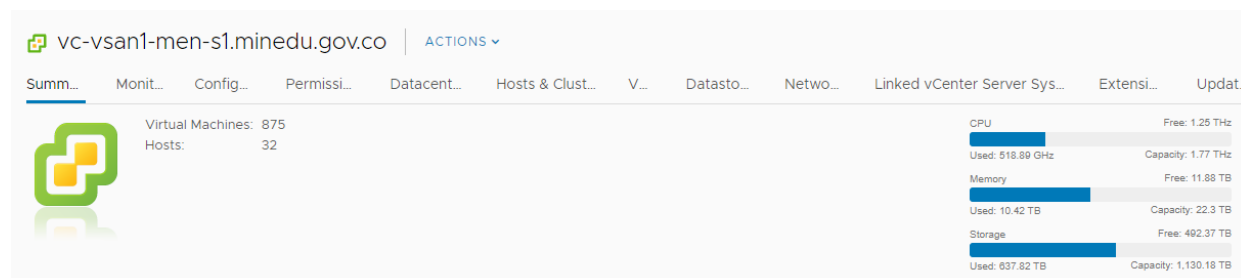 vc-vsan1-men-s1.minedu.gov.co ACTIONS
Summ... Monit... Config... Permissi... Datacent... Hosts & Clust... V... Datasto... Netwo... Linked vCenter Server Sys... Extensi... Updat.
Virtual Machines: 875
Hosts: 32
CPU Free: 1.25 THz
Used: 518.89 GHz Capacity: 1.77 THz
Memory Free: 11.88 TB
Used: 10.42 TB Capacity: 22.3 TB
Storage Free: 492.37 TB
Used: 637.82 TB Capacity: 1,130.18 TB